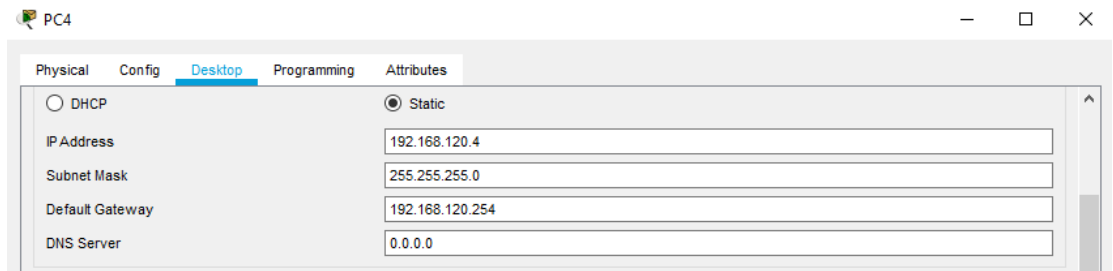 PC4
Physical Config Desktop Programming Attributes
DHCP Static
IP Address 192.168.120.4
Subnet Mask 255.255.255.0
Default Gateway 192.168.120.254
DNS Server 0.0.0.0